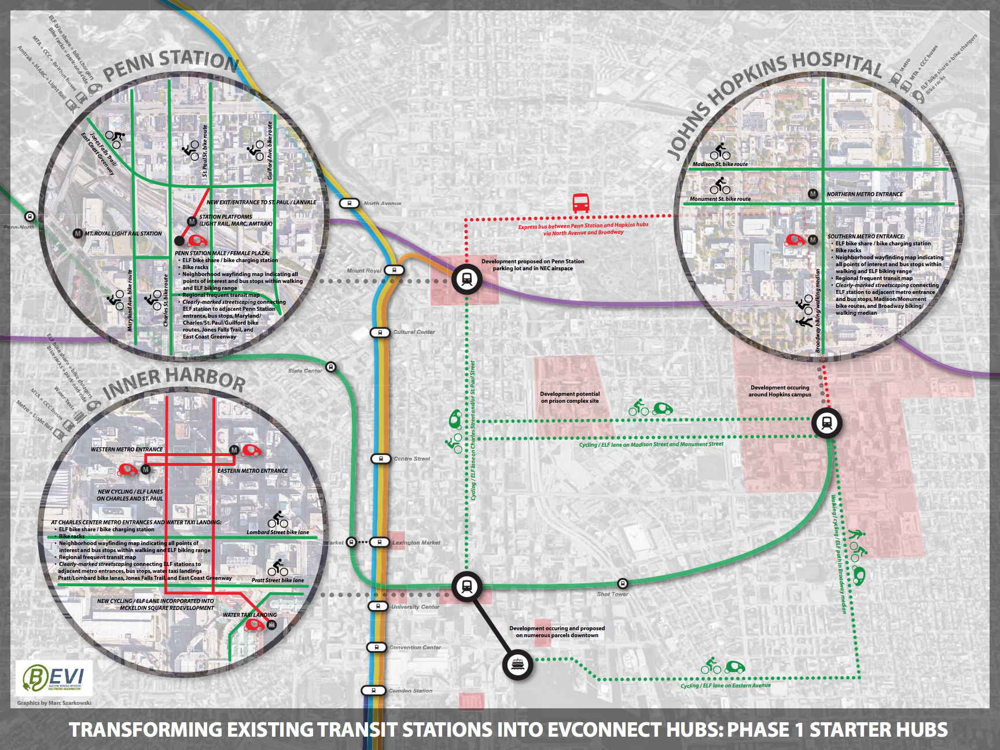 PENN STATION
ELF bike share + bike chargers
Bike racks + park-and-ride
MTA + CCC + Boltbus buses
Amtrak + MARC + Light Rail
Jones Falls Trail/
East Coast Greenway
St. Paul St. bike route
Guilford Ave. bike route
NEW EXIT/ENTRANCE TO ST. PAUL / LANVALE
M
STATION PLATFORMS
(LIGHT RAIL, MARC, AMTRAK)
M
MT. ROYAL LIGHT RAIL STATION
PENN STATION MALE / FEMALE PLAZA:
• ELF bike share / bike charging station
• Bike racks
• Neighborhood wayfinding map indicating all
points of interest and bus stops within walking
and ELF biking range
• Regional frequent transit map
• Clearly-marked streetscaping connecting
ELF station to adjacent Penn Station
entrance, bus stops, Maryland/
Charles/St. Paul/Guilford bike
routes, Jones Falls Trail, and
East Coast Greenway
Maryland Ave. bike route
Charles St. bike route
Penn-North
North Avenue
Mount Royal
Cultural Center
State Center
Centre Street
Market
Lexington Market
University Center
Convention Center
Camden Station
Shot Tower
Express bus between Penn Station and Hopkins hubs
via North Avenue and Broadway
Development proposed on Penn Station
parking lot and in NEC airspace
Development potential
on prison complex site
Development occuring
around Hopkins campus
Cycling / ELF lane on Charles Street and/or St. Paul Street
Cycling / ELF lane on Madison Street and Monument Street
Walking / cycling / ELF path in Broadway median
Development occuring and proposed
on numerous parcels downtown
Cycling / ELF lane on Eastern Avenue
JOHNS HOPKINS HOSPITAL
Metro
MTA + CCC buses
ELF bike share + bike chargers
Bike racks
Madison St. bike route
Monument St. bike route
M
NORTHERN METRO ENTRANCE
M
SOUTHERN METRO ENTRANCE:
• ELF bike share / bike charging station
• Bike racks
• Neighborhood wayfinding map indicating
all points of interest and bus stops within
walking and ELF biking range
• Regional frequent transit map
• Clearly-marked streetscaping connecting
ELF station to adjacent metro entrance
and bus stops, Madison/Monument
bike routes, and Broadway biking/
walking median
Broadway biking/walking median
INNER HARBOR
ELF bike share + bike chargers
Bike racks + park-and-ride
Water Taxis
MTA + CCC buses
Metro + Light Rail
WESTERN METRO ENTRANCE
M
M
EASTERN METRO ENTRANCE
NEW CYCLING / ELF LANES
ON CHARLES AND ST. PAUL
AT CHARLES CENTER METRO ENTRANCES AND WATER TAXI LANDING:
• ELF bike share / bike charging station
• Bike racks
• Neighborhood wayfinding map indicating all points of
interest and bus stops within walking and ELF biking range
• Regional frequent transit map
• Clearly-marked streetscaping connecting ELF stations to
adjacent metro entrances, bus stops, water taxi landings
Pratt/Lombard bike lanes, Jones Falls Trail, and East Coast Greenway
Lombard Street bike lane
Pratt Street bike lane
NEW CYCLING / ELF LANE INCORPORATED INTO
MCKELDIN SQUARE REDEVELOPMENT
WATER TAXI LANDING
BEVI
ELECTRIC VEHICLE INITIATIVE
BALTIMORE-WASHINGTON
Graphics by Marc Szarkowski
TRANSFORMING EXISTING TRANSIT STATIONS INTO EVCONNECT HUBS: PHASE 1 STARTER HUBS